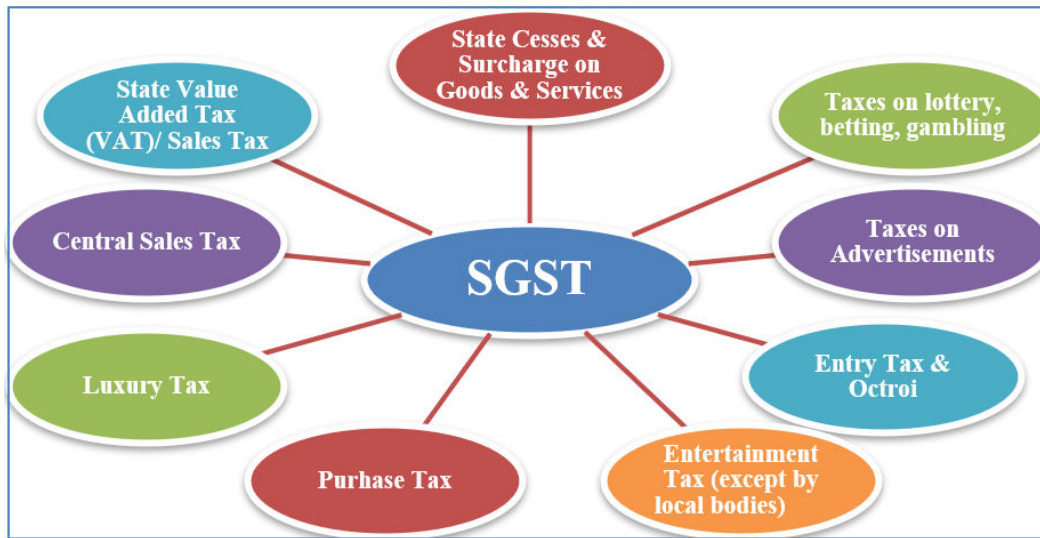 State Cesses &
Surcharge on
Goods & Services
State Value
Added Tax
(VAT)/ Sales Tax
Taxes on lottery,
betting, gambling
Central Sales Tax
Taxes on
Advertisements
SGST
Luxury Tax
Entry Tax &
Octroi
Purhase Tax
Entertainment
Tax (except by
local bodies)